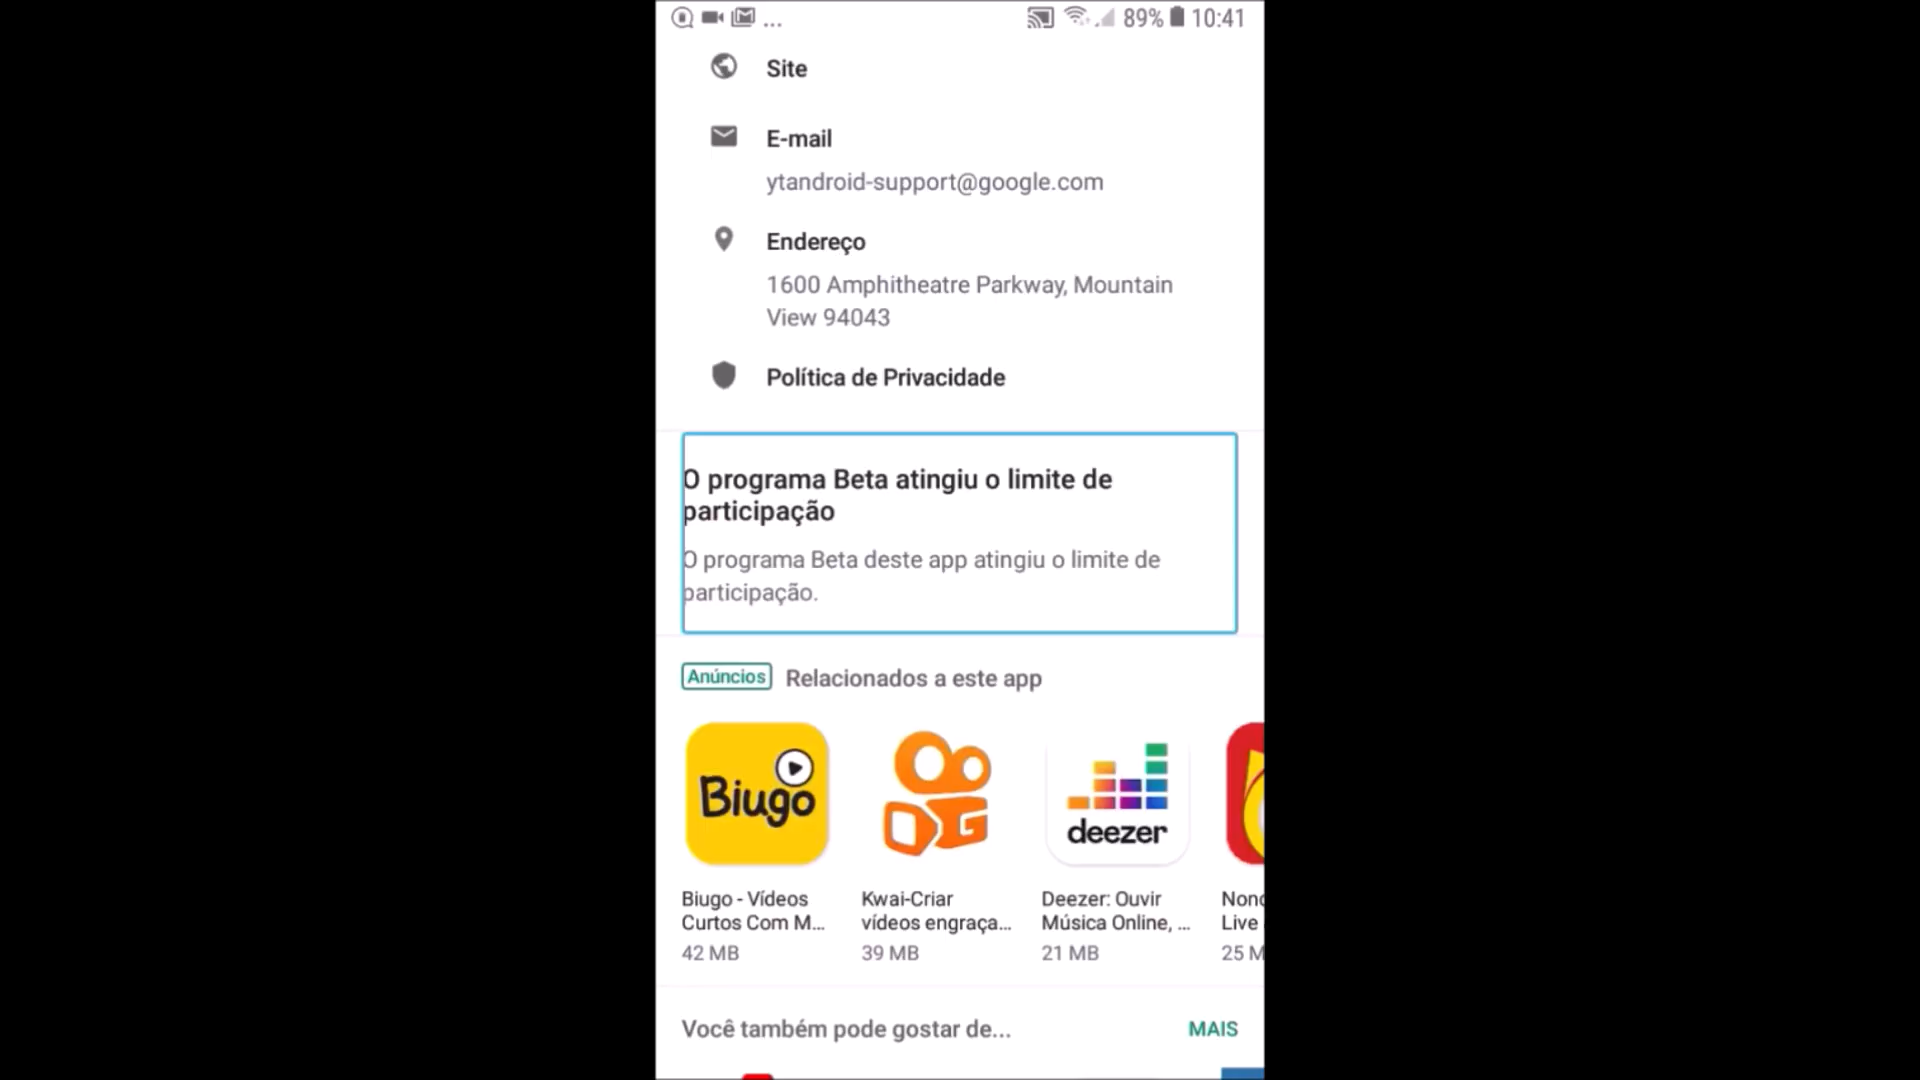 ... 89% 10:41
Site
E-mail
ytandroid-support@google.com
Endereço
1600 Amphitheatre Parkway, Mountain
View 94043
Política de Privacidade
O programa Beta atingiu o limite de
participação
O programa Beta deste app atingiu o limite de
participação.
Anúncios Relacionados a este app
Biugo
deezer
Biugo - Vídeos
Curtos Com M...
42 MB
Kwai-Criar
vídeos engraça...
39 MB
Deezer: Ouvir
Música Online, ...
21 MB
Live
25 M
Você também pode gostar de... MAIS